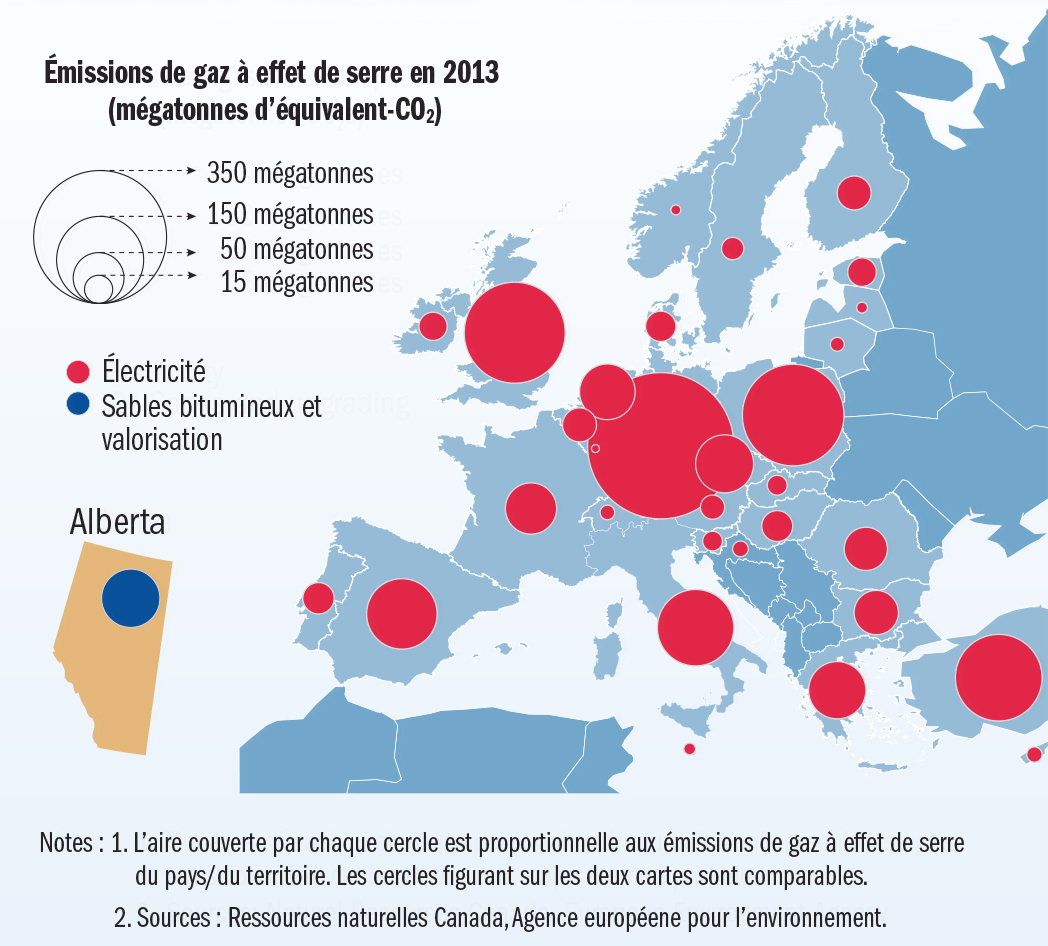 Émissions de gaz à effet de serre en 2013
(mégatonnes d’équivalent-CO₂)
350 mégatonnes
150 mégatonnes
50 mégatonnes
15 mégatonnes
Électricité
Sables bitumineux et
valorisation
Alberta
Notes : 1. L’aire couverte par chaque cercle est proportionnelle aux émissions de gaz à effet de serre
du pays/du territoire. Les cercles figurant sur les deux cartes sont comparables.
2. Sources : Ressources naturelles Canada, Agence européene pour l’environnement.